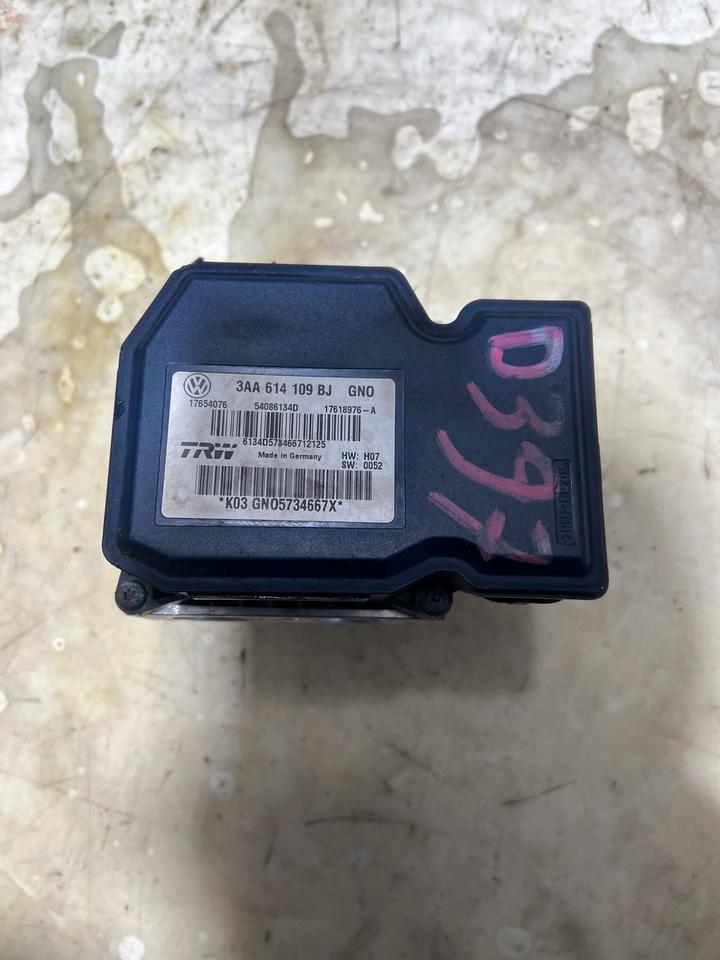 3AA 614 109 BJ GNO
17654076 54086134D 17618976-A
6134D573466712125
TRW Made in Germany HW: H07
SW: 0052
*K03 GNO5734667X*
D397